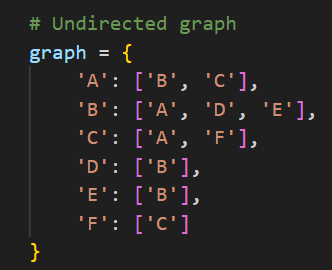 # Undirected graph
graph = {
    'A': ['B', 'C'],
    'B': ['A', 'D', 'E'],
    'C': ['A', 'F'],
    'D': ['B'],
    'E': ['B'],
    'F': ['C']
}